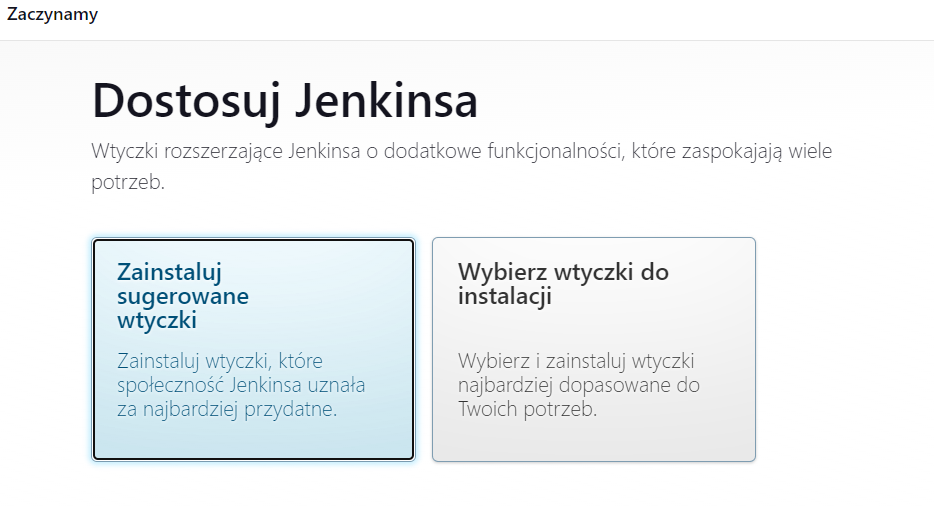 Zaczynamy
Dostosuj Jenkinsa
Wtyczki rozszerzające Jenkinsa o dodatkowe funkcjonalności, które zaspokajają wiele
potrzeb.
Zainstaluj
sugerowane
wtyczki
Zainstaluj wtyczki, które
społeczność Jenkinsa uznała
za najbardziej przydatne.
Wybierz wtyczki do
instalacji
Wybierz i zainstaluj wtyczki
najbardziej dopasowane do
Twoich potrzeb.